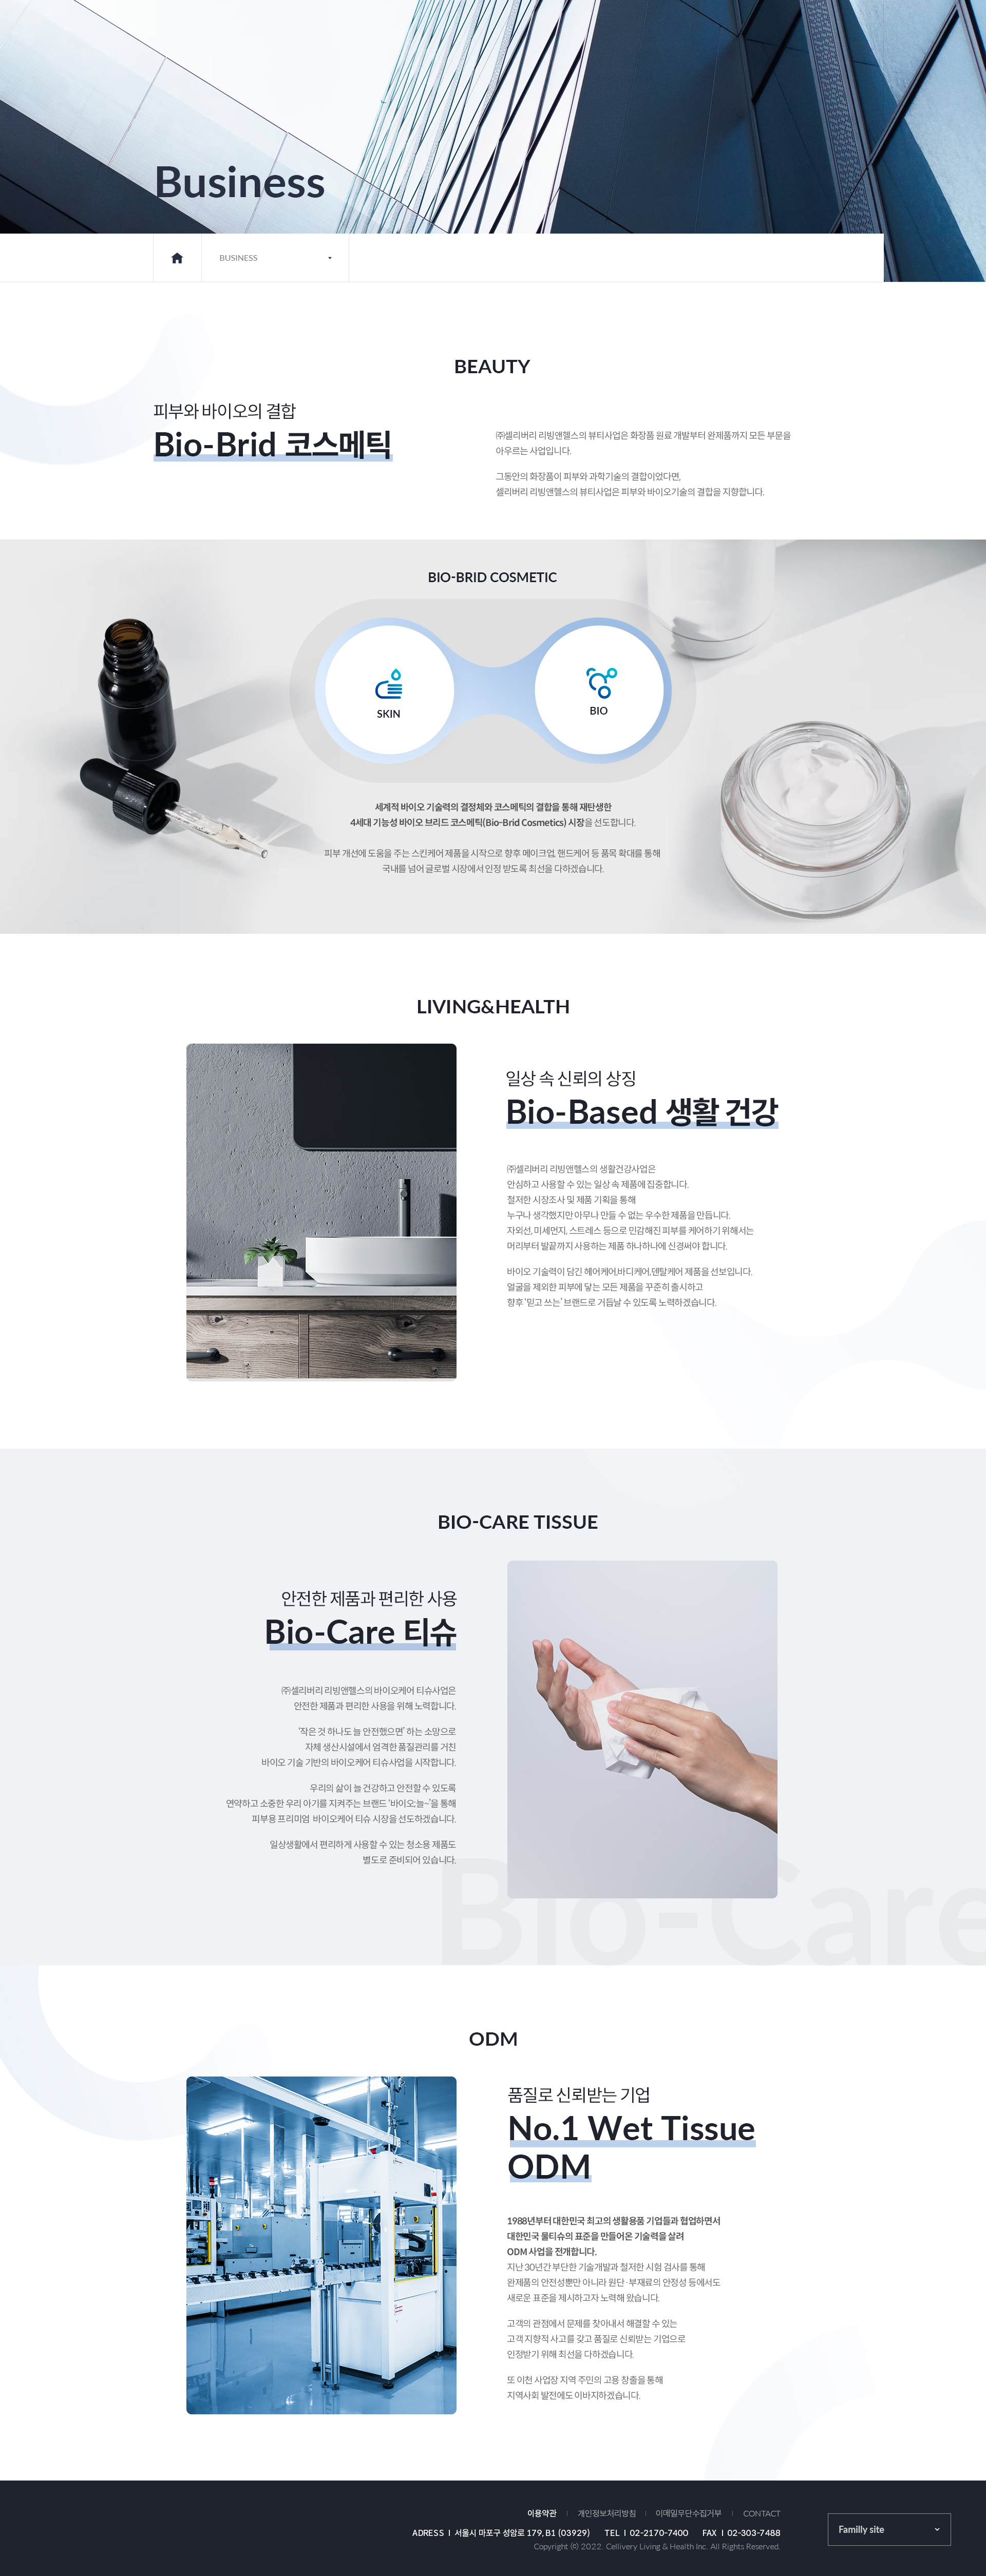 Business
BUSINESS
BEAUTY
피부와 바이오의 결합
Bio-Brid 코스메틱
㈜셀리버리 리빙앤헬스의 뷰티사업은 화장품 원료 개발부터 완제품까지 모든 부문을
아우르는 사업입니다.
그동안의 화장품이 피부와 과학기술의 결합이었다면,
셀리버리 리빙앤헬스의 뷰티사업은 피부와 바이오기술의 결합을 지향합니다.
BIO-BRID COSMETIC
SKIN
BIO
세계적 바이오 기술력의 결정체와 코스메틱의 결합을 통해 재탄생한
4세대 기능성 바이오 브리드 코스메틱(Bio-Brid Cosmetics) 시장을 선도합니다.
피부 개선에 도움을 주는 스킨케어 제품을 시작으로 향후 메이크업, 핸드케어 등 품목 확대를 통해
국내를 넘어 글로벌 시장에서 인정 받도록 최선을 다하겠습니다.
LIVING&HEALTH
일상 속 신뢰의 상징
Bio-Based 생활 건강
㈜셀리버리 리빙앤헬스의 생활건강사업은
안심하고 사용할 수 있는 일상 속 제품에 집중합니다.
철저한 시장조사 및 제품 기획을 통해
누구나 생각했지만 아무나 만들 수 없는 우수한 제품을 만듭니다.
자외선, 미세먼지, 스트레스 등으로 민감해진 피부를 케어하기 위해서는
머리부터 발끝까지 사용하는 제품 하나하나에 신경써야 합니다.
바이오 기술력이 담긴 헤어케어,바디케어,덴탈케어 제품을 선보입니다.
얼굴을 제외한 피부에 닿는 모든 제품을 꾸준히 출시하고
향후 '믿고 쓰는' 브랜드로 거듭날 수 있도록 노력하겠습니다.
BIO-CARE TISSUE
안전한 제품과 편리한 사용
Bio-Care 티슈
㈜셀리버리 리빙앤헬스의 바이오케어 티슈사업은
안전한 제품과 편리한 사용을 위해 노력합니다.
'작은 것 하나도 늘 안전했으면' 하는 소망으로
자체 생산시설에서 엄격한 품질관리를 거친
바이오 기술 기반의 바이오케어 티슈사업을 시작합니다.
우리의 삶이 늘 건강하고 안전할 수 있도록
연약하고 소중한 우리 아기를 지켜주는 브랜드 '바이오;늘~'을 통해
피부용 프리미엄 바이오케어 티슈 시장을 선도하겠습니다.
일상생활에서 편리하게 사용할 수 있는 청소용 제품도
별도로 준비되어 있습니다.
Bio-Care
ODM
품질로 신뢰받는 기업
No.1 Wet Tissue
ODM
1988년부터 대한민국 최고의 생활용품 기업들과 협업하면서
대한민국 물티슈의 표준을 만들어온 기술력을 살려
ODM 사업을 전개합니다.
지난 30년간 부단한 기술개발과 철저한 시험 검사를 통해
완제품의 안전성뿐만 아니라 원단·부재료의 안정성 등에서도
새로운 표준을 제시하고자 노력해 왔습니다.
고객의 관점에서 문제를 찾아내서 해결할 수 있는
고객 지향적 사고를 갖고 품질로 신뢰받는 기업으로
인정받기 위해 최선을 다하겠습니다.
또 이천 사업장 지역 주민의 고용 창출을 통해
지역사회 발전에도 이바지하겠습니다.
이용약관 | 개인정보처리방침 | 이메일무단수집거부 | CONTACT
ADRESS | 서울시 마포구 성암로 179, B1 (03929) TEL | 02-2170-7400 FAX | 02-303-7488
Copyright (c) 2022. Cellivery Living & Health Inc. All Rights Reserved.
Familly site